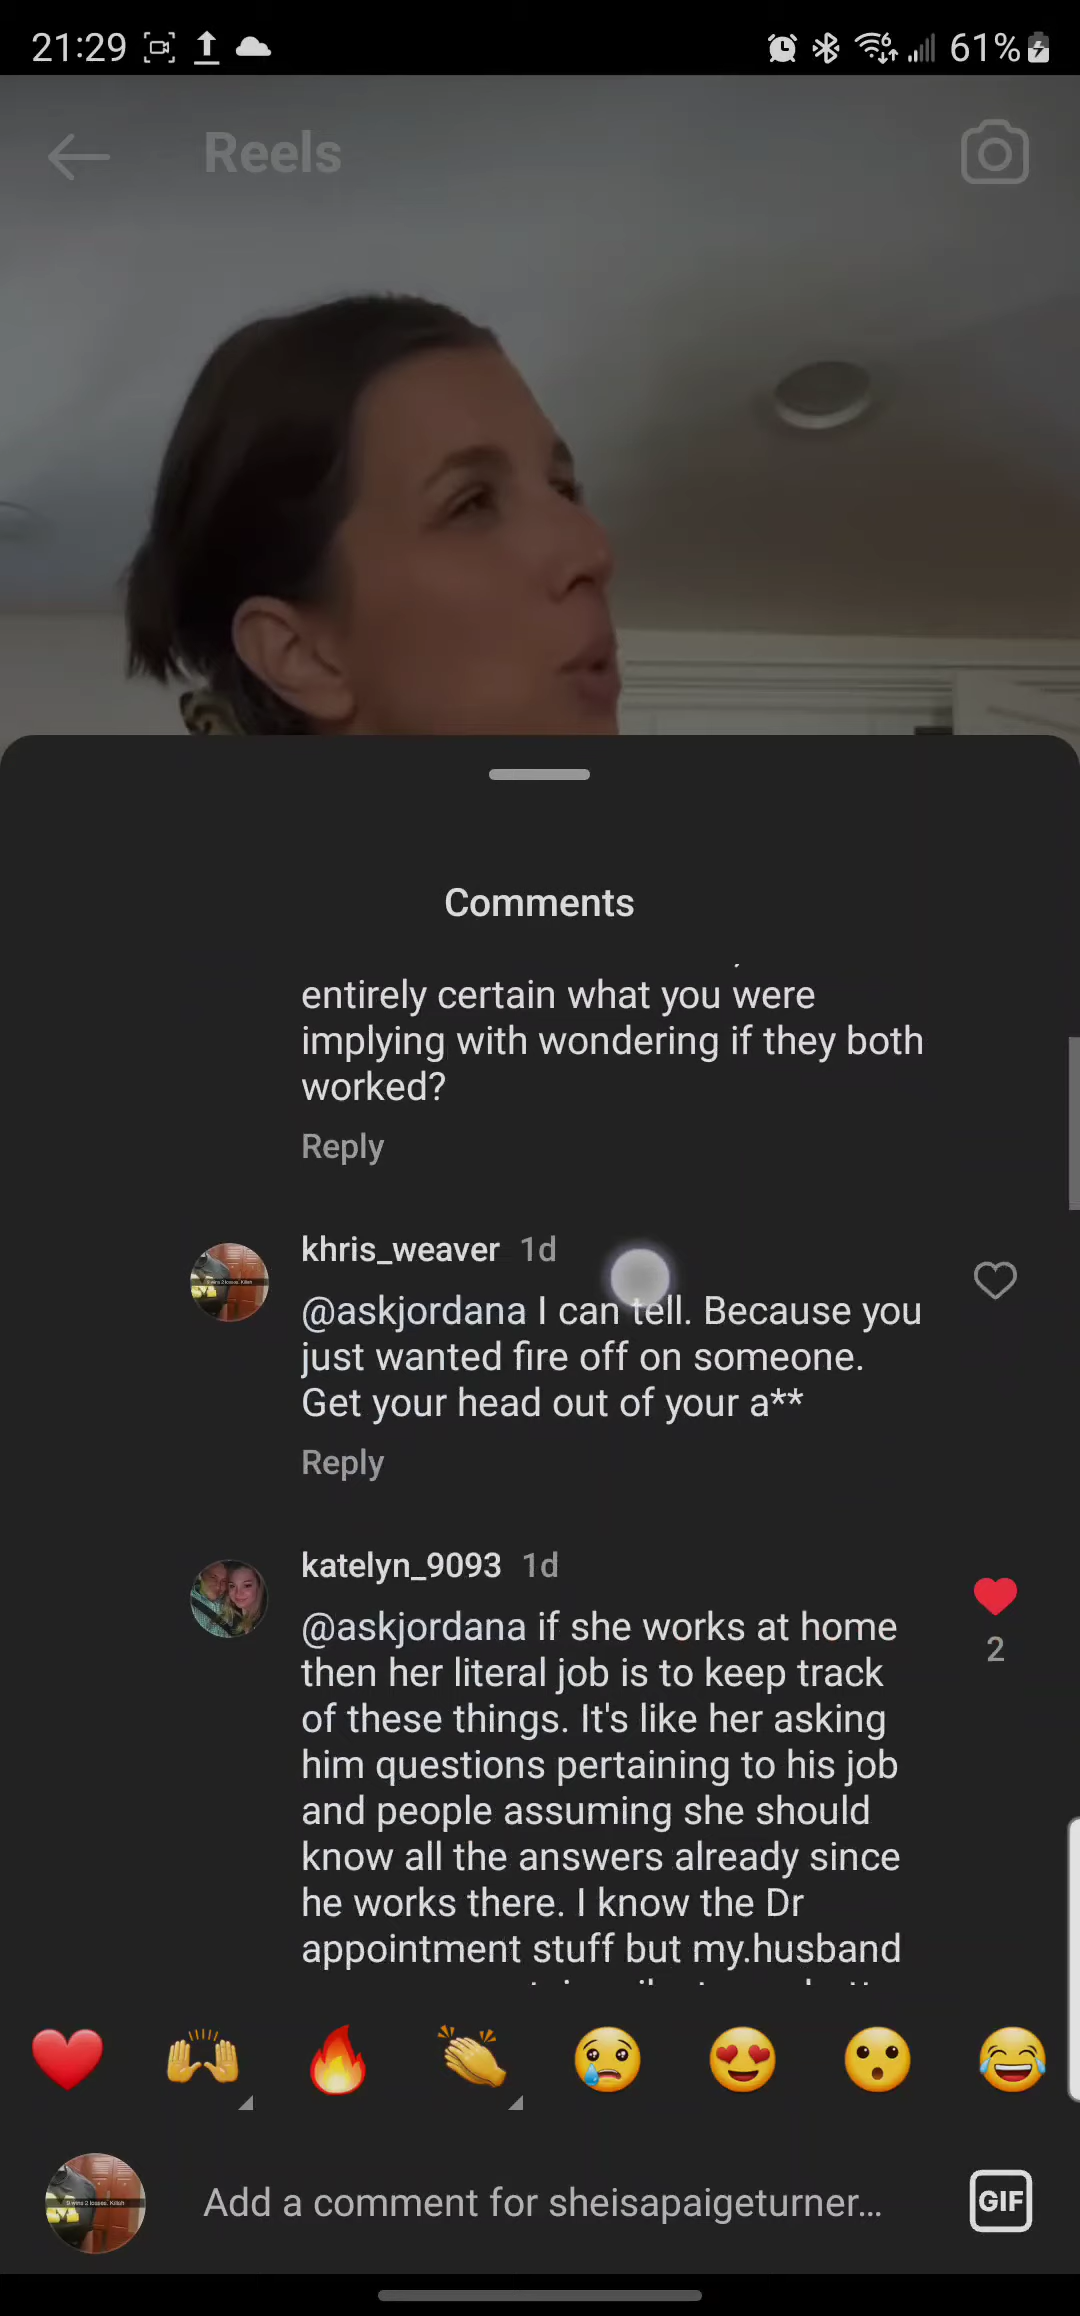 21:29
61%
Reels
Comments
entirely certain what you were
implying with wondering if they both
worked?
Reply
khris_weaver 1d
@askjordana I can tell. Because you
just wanted fire off on someone.
Get your head out of your a**
Reply
katelyn_9093 1d
@askjordana if she works at home
2
then her literal job is to keep track
of these things. It's like her asking
him questions pertaining to his job
and people assuming she should
know all the answers already since
he works there. I know the Dr
appointment stuff but my.husband
Add a comment for sheisapaigeturner...
GIF